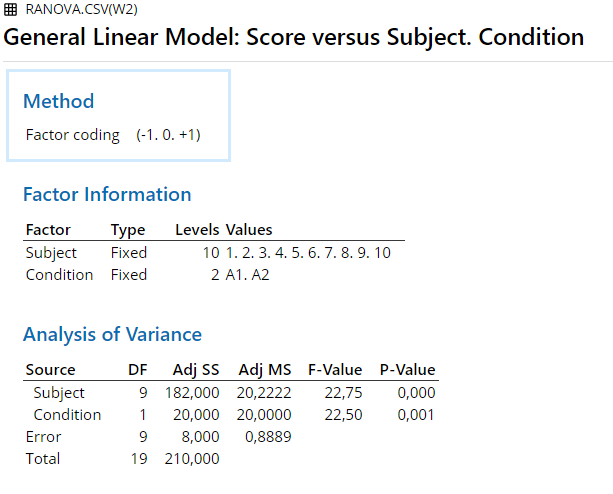 RANOVA.CSV(W2)
General Linear Model: Score versus Subject. Condition
Method
Factor coding (-1. 0. +1)
Factor Information
Factor Type Levels Values
Subject Fixed 10 1. 2. 3. 4. 5. 6. 7. 8. 9. 10
Condition Fixed 2 A1. A2
Analysis of Variance
Source DF Adj SS Adj MS F-Value P-Value
Subject 9 182,000 20,2222 22,75 0,000
Condition 1 20,000 20,0000 22,50 0,001
Error 9 8,000 0,8889
Total 19 210,000